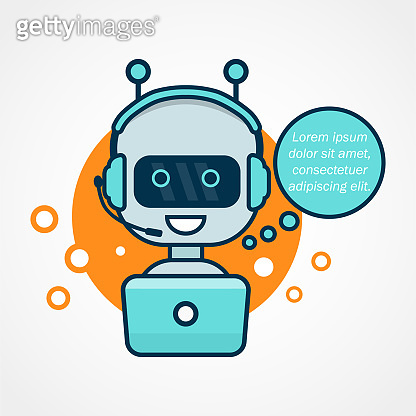 gettyimages®
Lorem ipsum
dolor sit amet,
consectetuer
adipiscing elit.